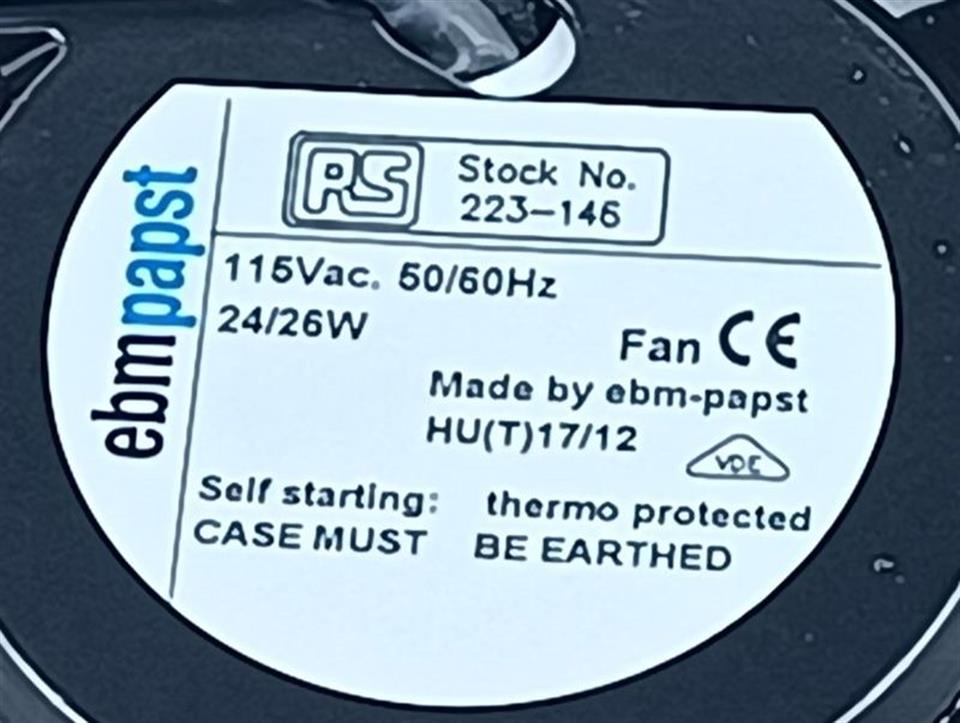 ebmpapst
RS
Stock No.
223-146
115Vac. 50/60Hz
24/26W
Fan CE
Made by ebm-papst
HU(T)17/12
VDE
Self starting: thermo protected
CASE MUST BE EARTHED